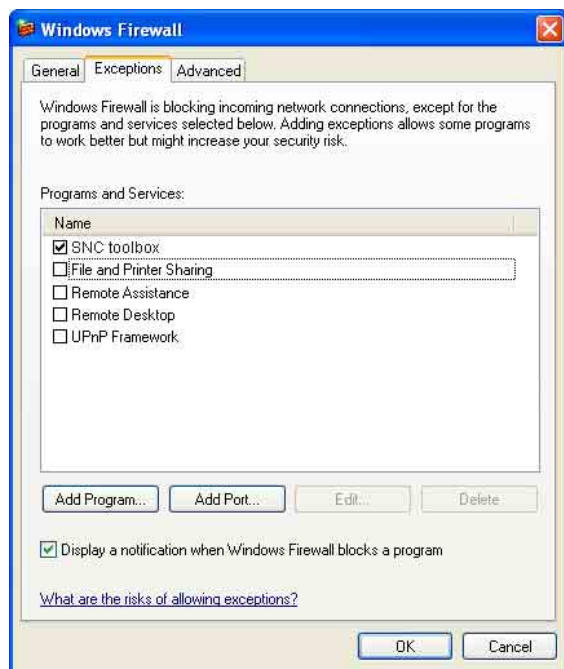 Windows Firewall
General Exceptions Advanced
Windows Firewall is blocking incoming network connections, except for the
programs and services selected below. Adding exceptions allows some programs
to work better but might increase your security risk.
Programs and Services:
Name
SNC toolbox
File and Printer Sharing
Remote Assistance
Remote Desktop
UPnP Framework
Add Program... Add Port... Edit... Delete
Display a notification when Windows Firewall blocks a program
What are the risks of allowing exceptions?
OK Cancel